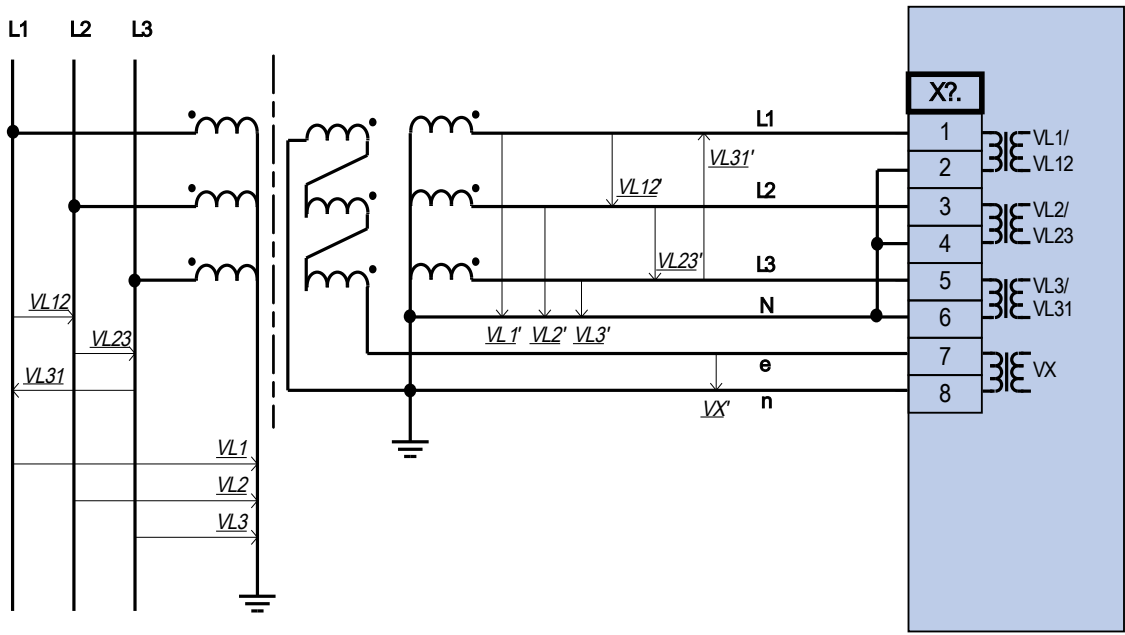 L1 L2 L3
X?.
L1
1
VL1/
VL31'
2
VL12
VL12'
L2
3
VL2/
VL23
4
VL23'
L3
5
VL3/
VL12
N
6
VL31
VL23
VL1' VL2' VL3'
7
e
VX
VL31
8
n
VX'
VL1
VL2
VL3